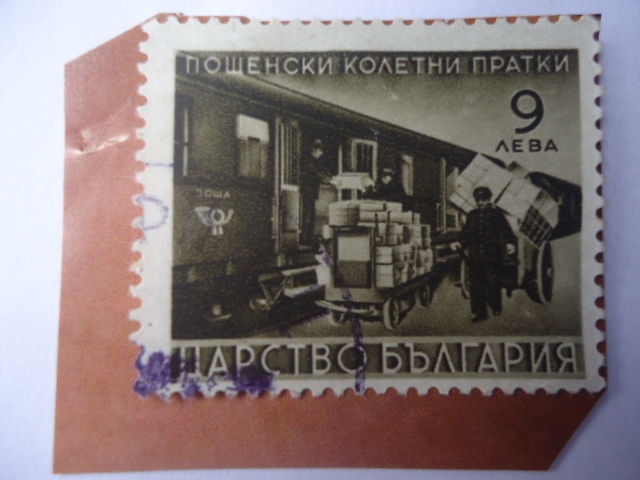 ПОЩЕНСКИ КОЛЕТНИ ПРАТКИ
9
ЛЕВА
ПОЩА
ЦАРСТВО БЪЛГАРИЯ